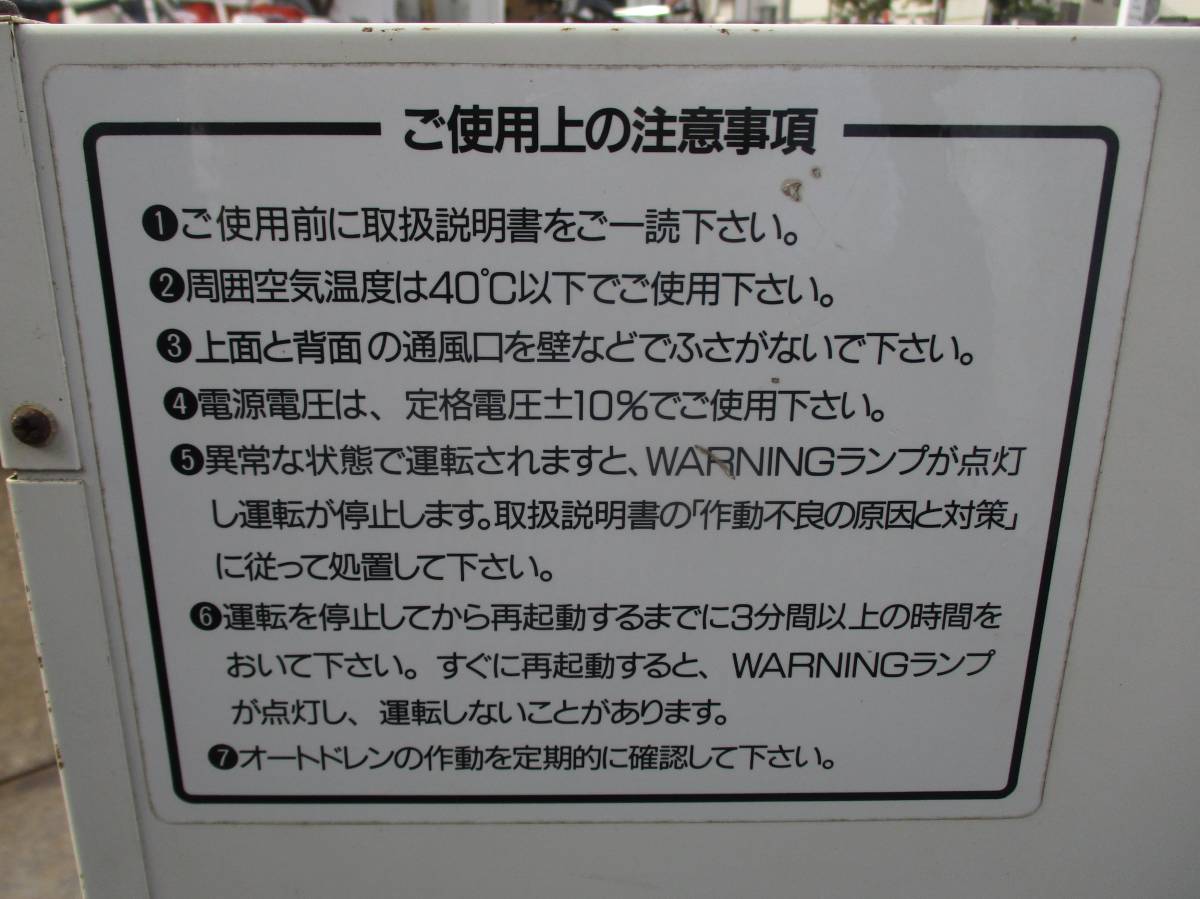 ご使用上の注意事項
❶ご使用前に取扱説明書をご一読下さい。
❷周囲空気温度は40℃以下でご使用下さい。
❸上面と背面の通風口を壁などでふさがないで下さい。
❹電源電圧は、定格電圧±10%でご使用下さい。
❺異常な状態で運転されますと、WARNINGランプが点灯
し運転が停止します。取扱説明書の「作動不良の原因と対策」
に従って処置して下さい。
❻運転を停止してから再起動するまでに3分間以上の時間を
おいて下さい。すぐに再起動すると、WARNINGランプ
が点灯し、運転しないことがあります。
❼オートドレンの作動を定期的に確認して下さい。